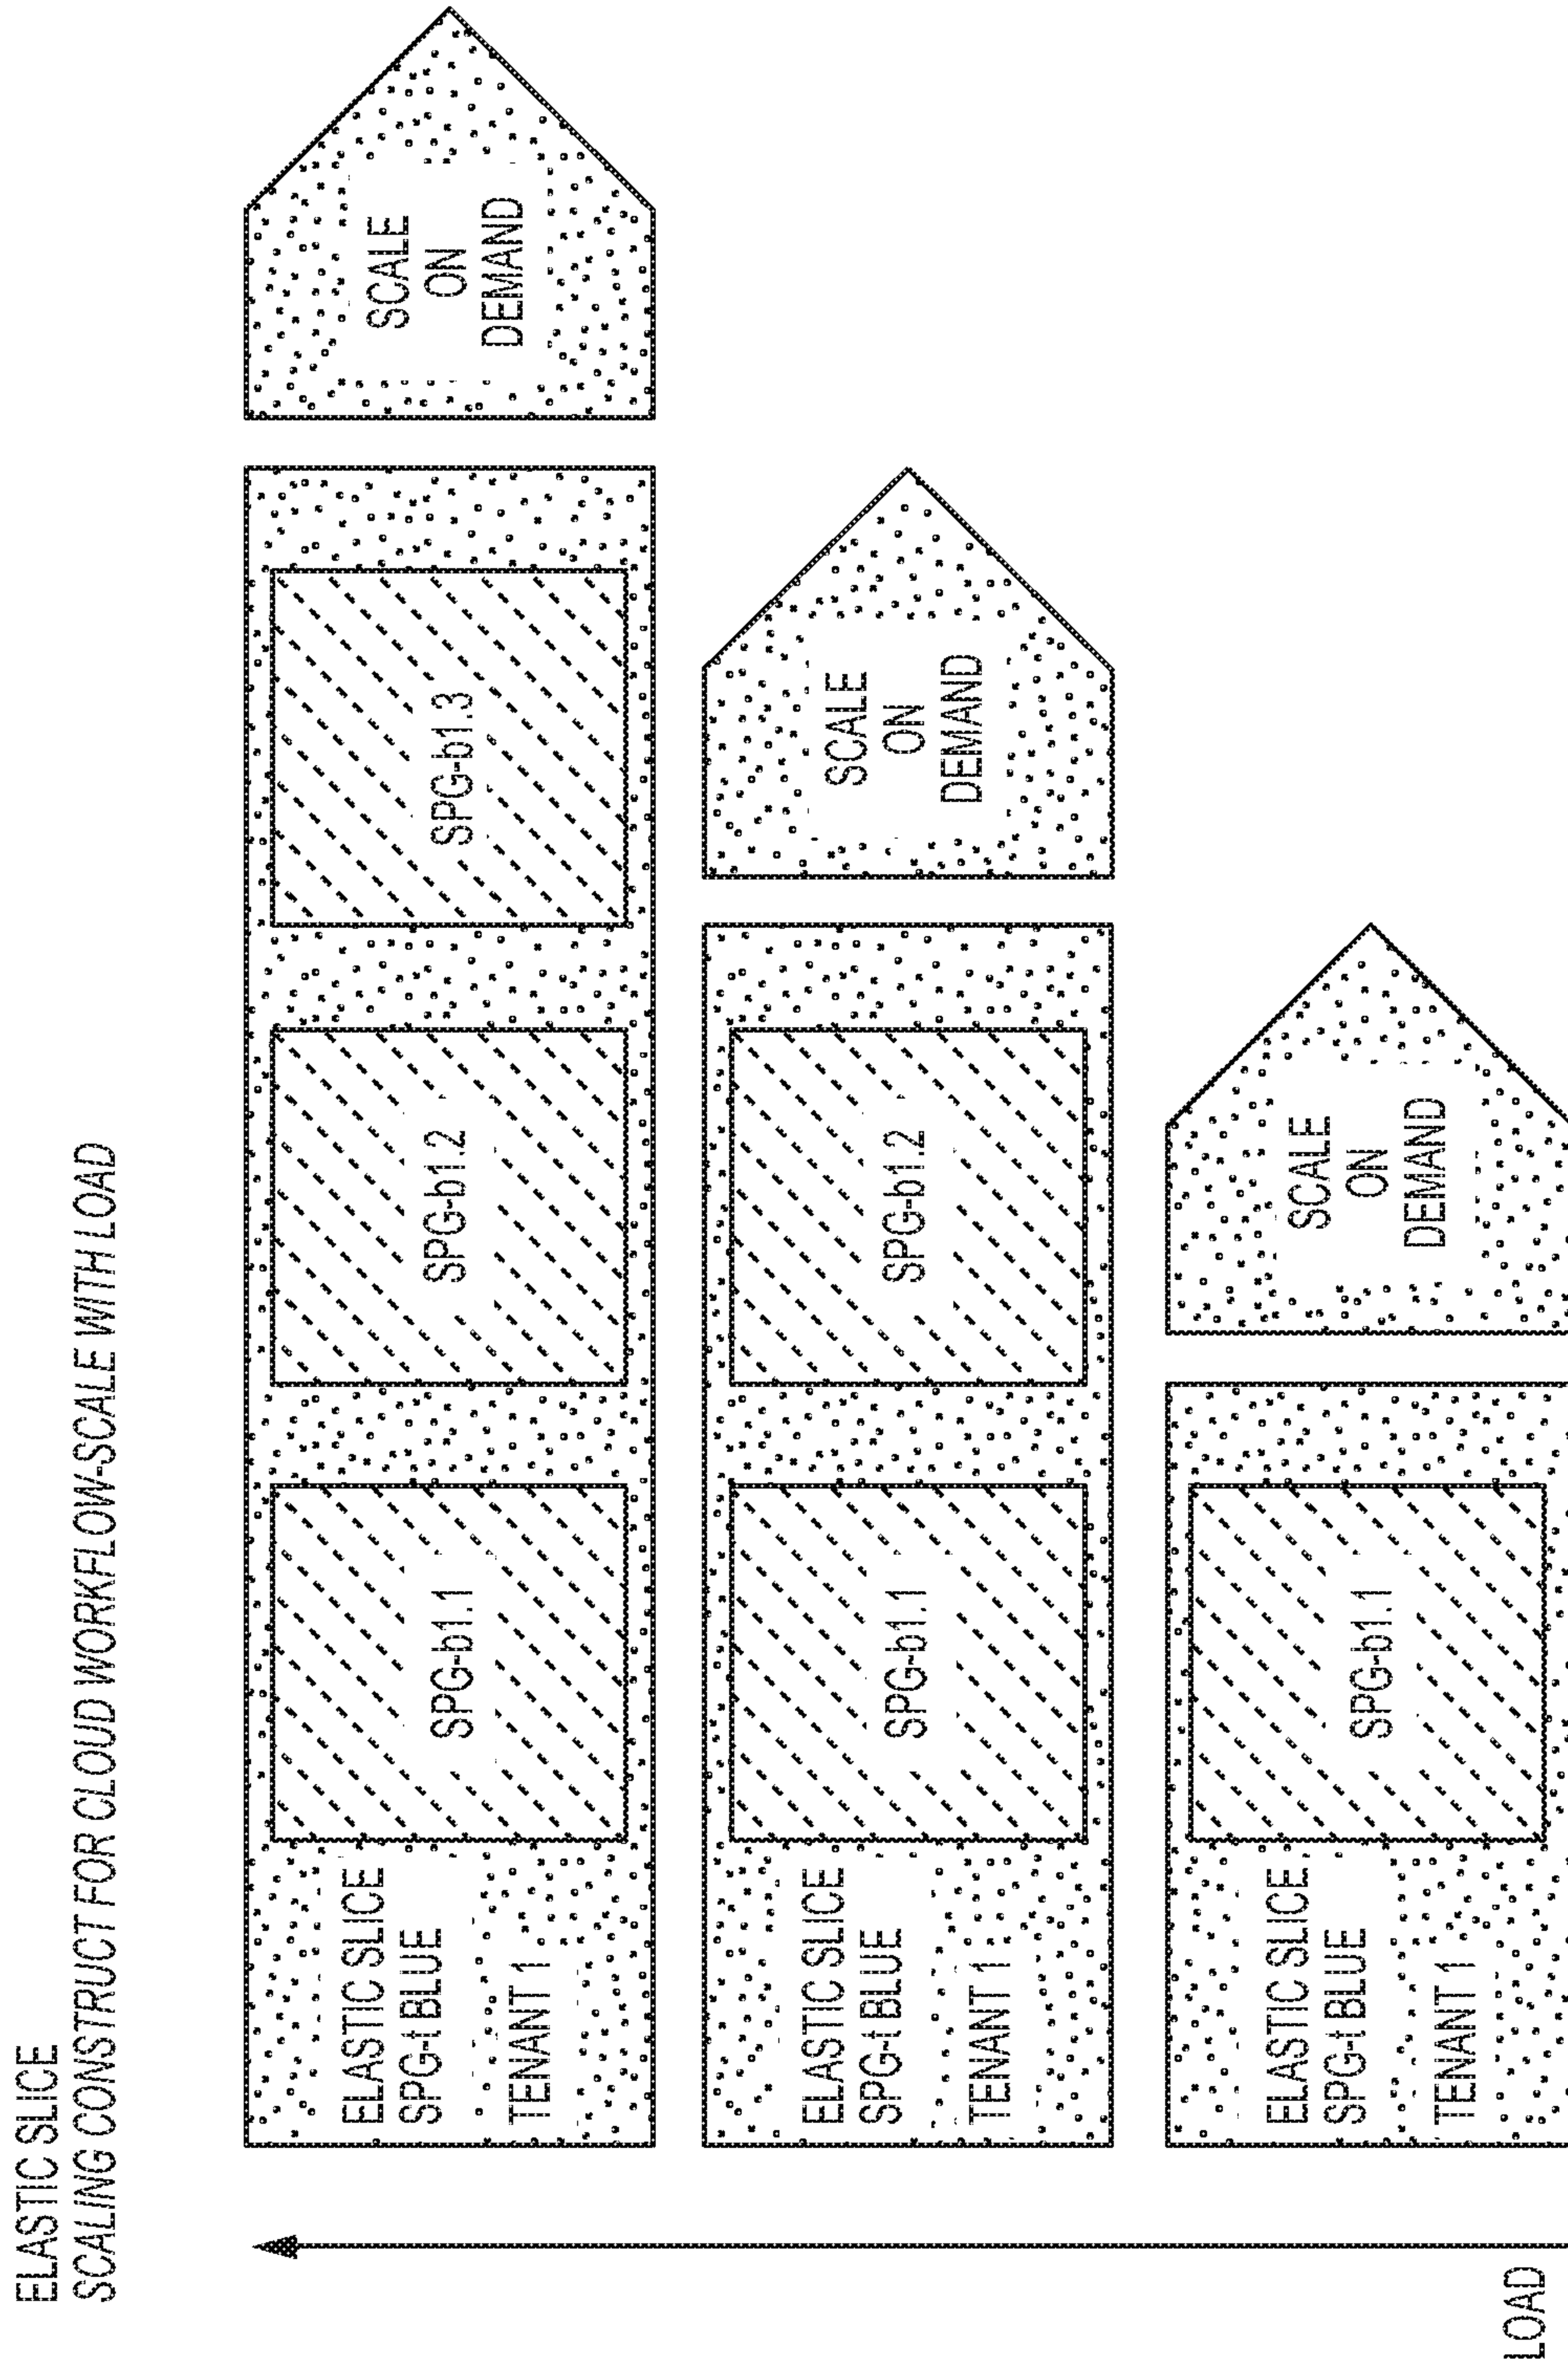 ELASTIC SLICE
SCALING CONSTRUCT FOR CLOUD WORKFLOW-SCALE WITH LOAD
ELASTIC SLICE
SPG-t BLUE
TENANT 1
SPG-b1.1
SPG-b1.2
SPG-b1.3
SCALE
ON
DEMAND
ELASTIC SLICE
SPG-t BLUE
TENANT 1
SPG-b1.1
SPG-b1.2
SCALE
ON
DEMAND
ELASTIC SLICE
SPG-t BLUE
TENANT 1
SPG-b1.1
SCALE
ON
DEMAND
LOAD